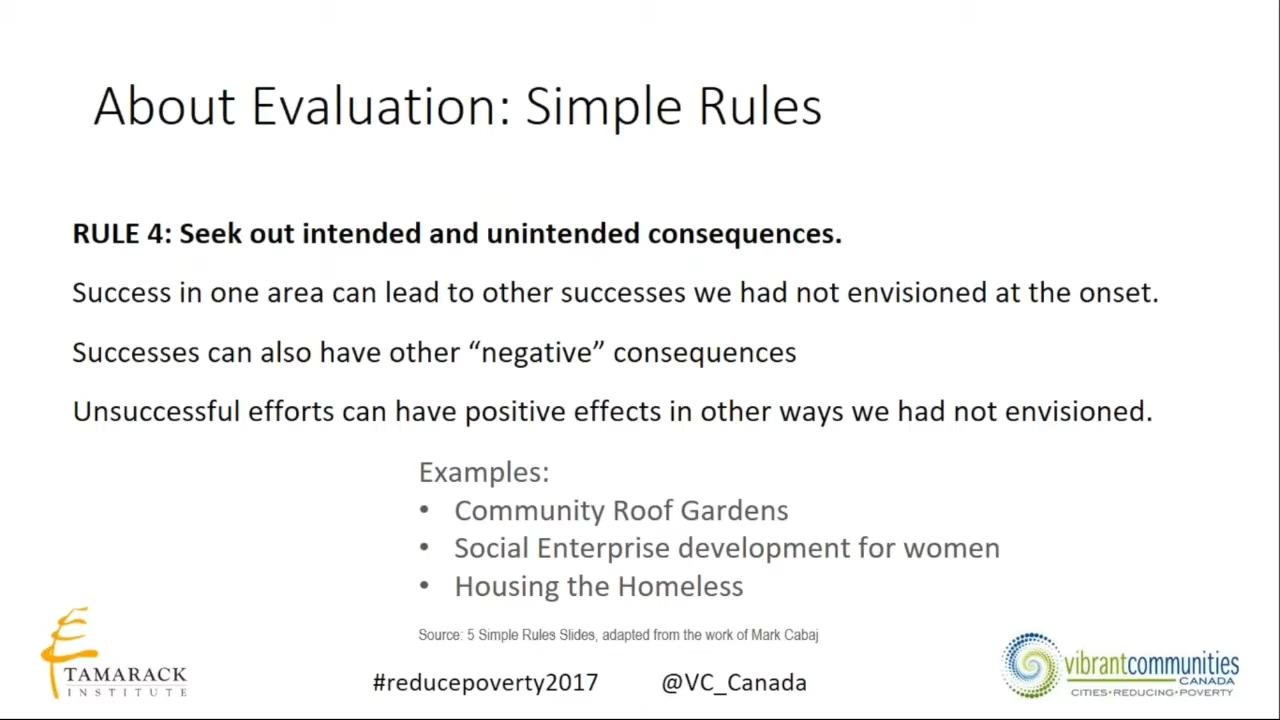 About Evaluation: Simple Rules
RULE 4: Seek out intended and unintended consequences.
Success in one area can lead to other successes we had not envisioned at the onset.
Successes can also have other “negative” consequences
Unsuccessful efforts can have positive effects in other ways we had not envisioned.
Examples:
• Community Roof Gardens
• Social Enterprise development for women
• Housing the Homeless
Source: 5 Simple Rules Slides, adapted from the work of Mark Cabaj
TAMARACK
INSTITUTE
#reducepoverty2017 @VC_Canada
vibrantcommunities
CANADA
CITIES•REDUCING•POVERTY